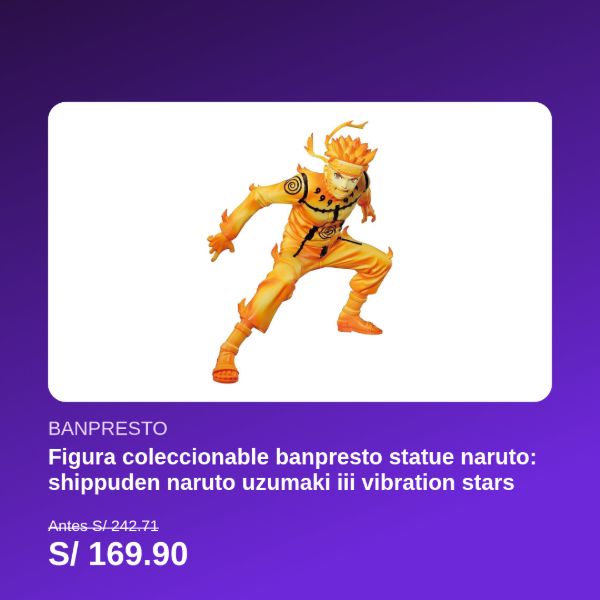 BANPRESTO
Figura coleccionable banpresto statue naruto:
shippuden naruto uzumaki iii vibration stars
Antes S/ 242.71
S/ 169.90